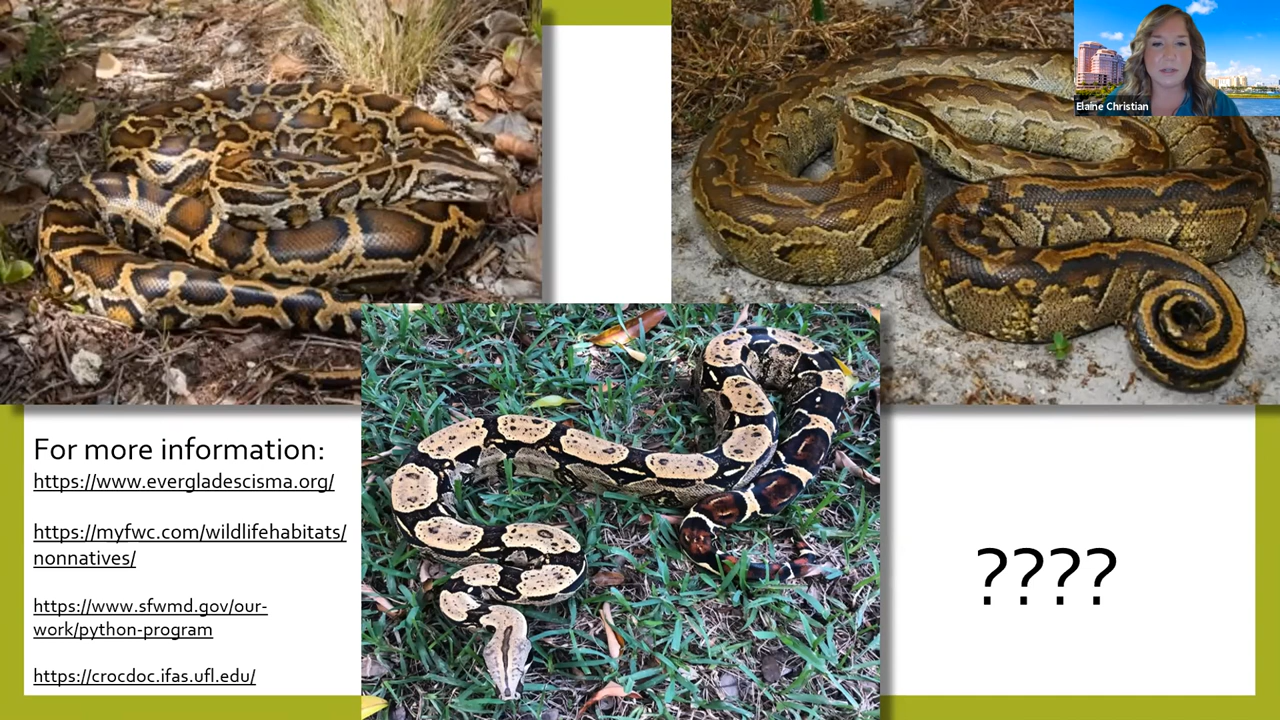 Elaine Christian
For more information:
https://www.evergladescisma.org/
https://myfwc.com/wildlifehabitats/
nonnatives/
https://www.sfwmd.gov/our-
work/python-program
https://crocdoc.ifas.ufl.edu/
????